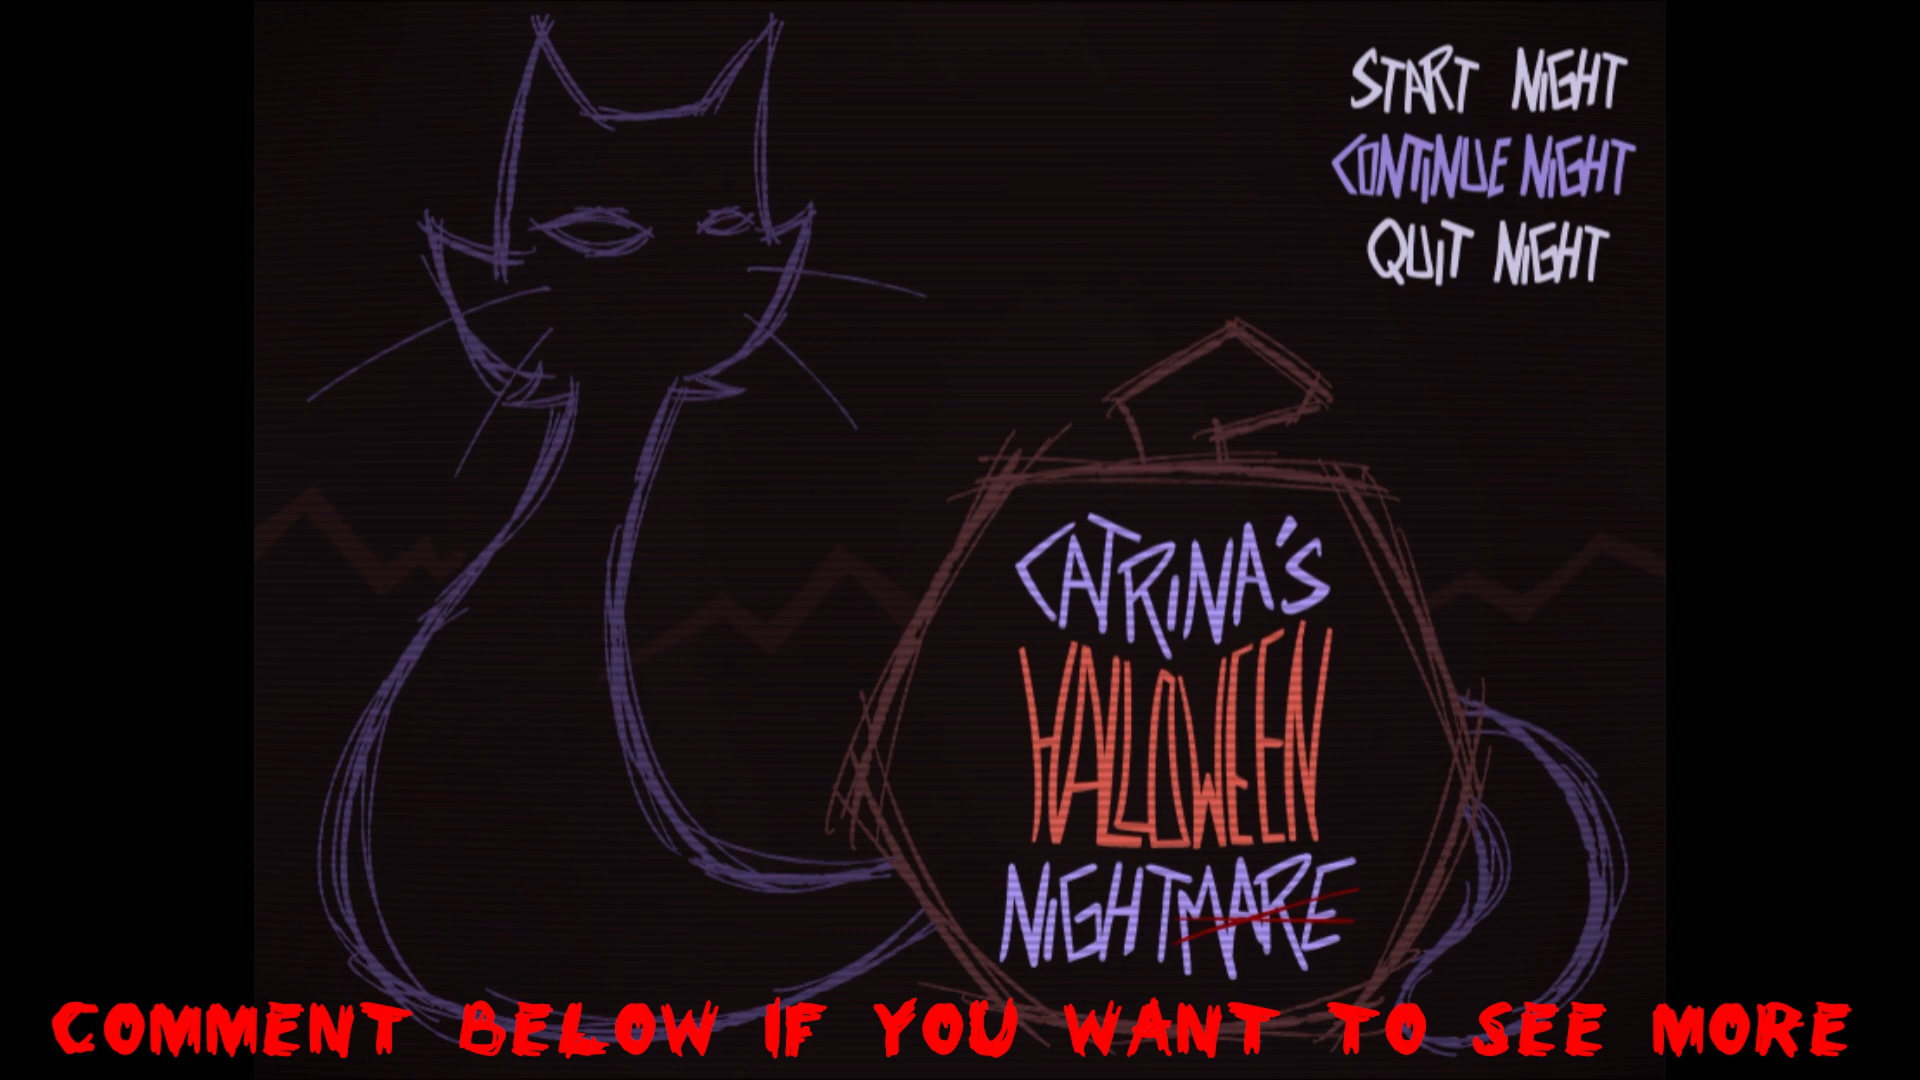 START NIGHT
CONTINUE NIGHT
QUIT NIGHT
CATRINA'S
HALLOWEEN
NIGHTMARE
COMMENT BELOW IF YOU WANT TO SEE MORE